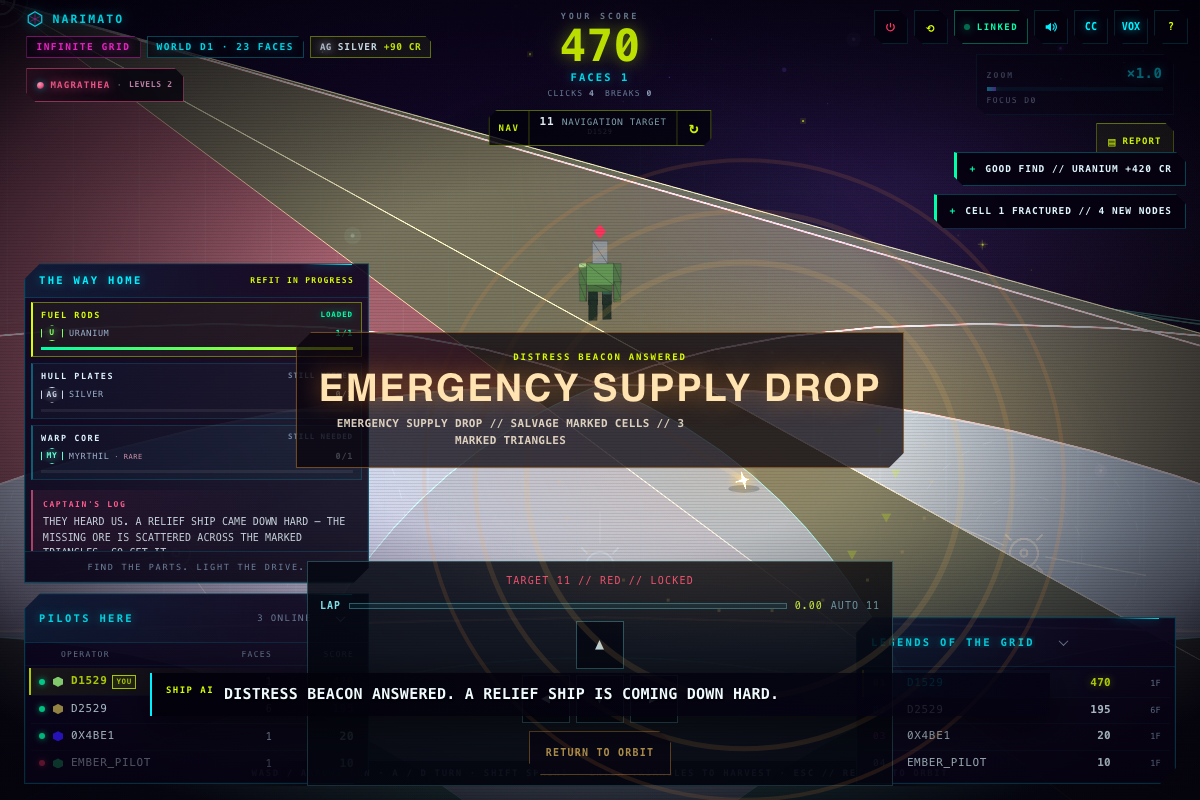 NARIMATO
INFINITE GRID
WORLD D1 · 23 FACES
AG SILVER +90 CR
MAGRATHEA · LEVELS 2
YOUR SCORE
470
FACES 1
CLICKS 4 BREAKS 0
NAV
11 NAVIGATION TARGET
D1529
LINKED
CC
VOX
?
ZOOM
×1.0
FOCUS D0
REPORT
+ GOOD FIND // URANIUM +420 CR
+ CELL 1 FRACTURED // 4 NEW NODES
THE WAY HOME
REFIT IN PROGRESS
FUEL RODS
LOADED
U URANIUM
1/1
HULL PLATES
AG SILVER
WARP CORE
STILL NEEDED
MY MYRTHIL · RARE
0/1
CAPTAIN'S LOG
THEY HEARD US. A RELIEF SHIP CAME DOWN HARD — THE
MISSING ORE IS SCATTERED ACROSS THE MARKED
TRIANGLES. GO GET IT.
FIND THE PARTS. LIGHT THE DRIVE.
DISTRESS BEACON ANSWERED
EMERGENCY SUPPLY DROP
EMERGENCY SUPPLY DROP // SALVAGE MARKED CELLS // 3
MARKED TRIANGLES
TARGET 11 // RED // LOCKED
LAP
0.00 AUTO 11
PILOTS HERE
3 ONLINE
OPERATOR
FACES
D1529 YOU
D2529
1
0X4BE1
1
20
EMBER_PILOT
1
10
SHIP AI
DISTRESS BEACON ANSWERED. A RELIEF SHIP IS COMING DOWN HARD.
RETURN TO ORBIT
LEGENDS OF THE GRID
D1529
470
1F
D2529
195
6F
0X4BE1
20
1F
EMBER_PILOT
10
1F